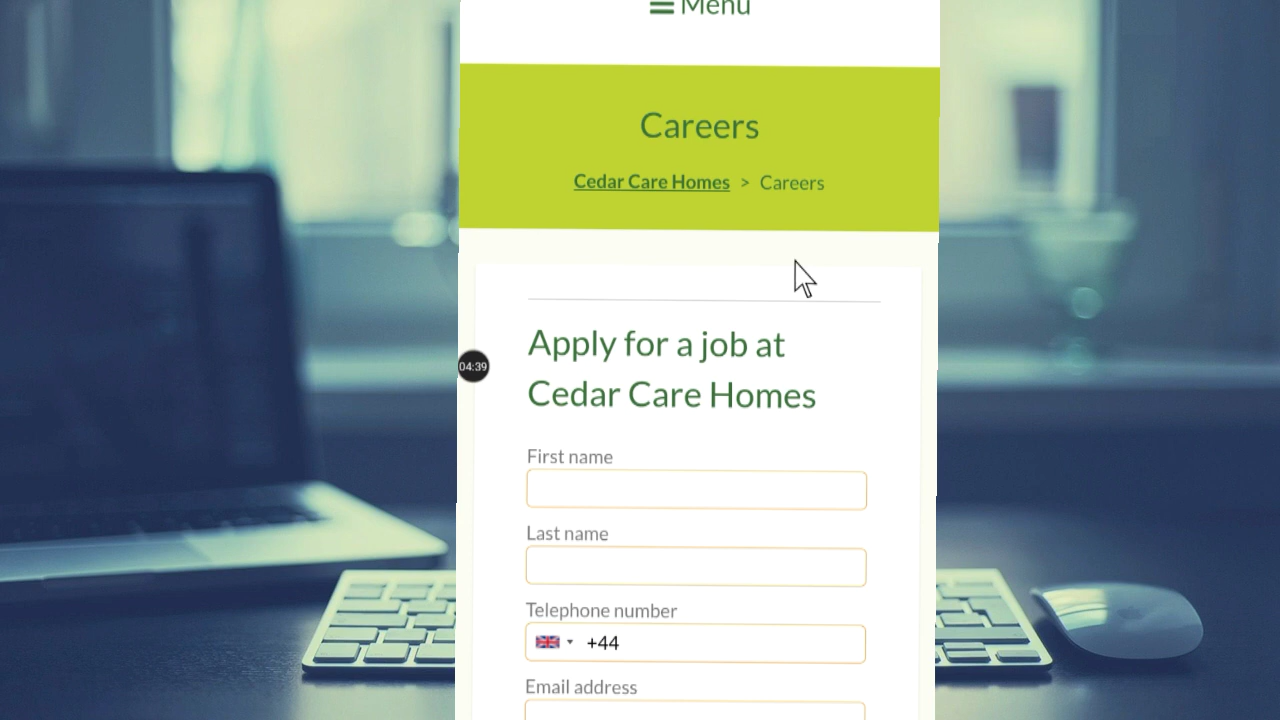 Menu
Careers
Cedar Care Homes > Careers
04:39
Apply for a job at
Cedar Care Homes
First name
Last name
Telephone number
+44
Email address